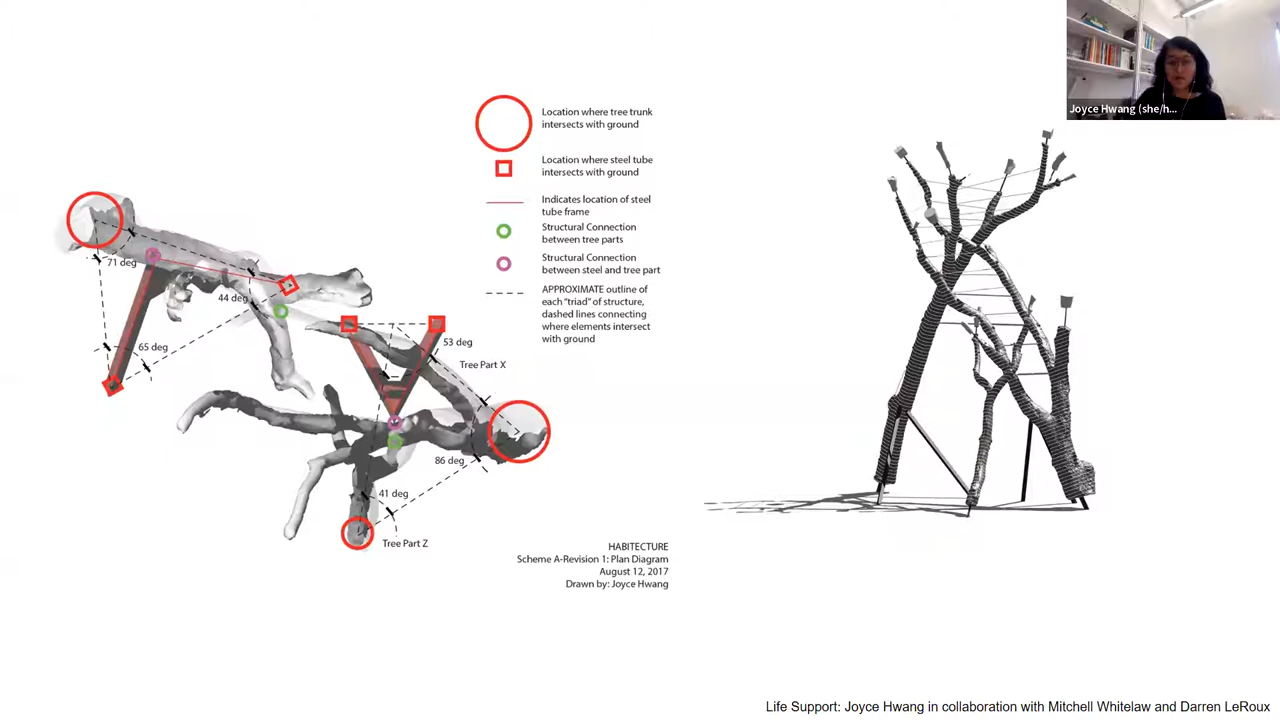 Joyce Hwang (she/h...
Location where tree trunk
intersects with ground
Location where steel tube
intersects with ground
Indicates location of steel
tube frame
Structural Connection
between tree parts
Structural Connection
between steel and tree part
APPROXIMATE outline of
each “triad” of structure,
dashed lines connecting
where elements intersect
with ground
71 deg
44 deg
65 deg
53 deg
Tree Part X
86 deg
41 deg
Tree Part Z
HABITECTURE
Scheme A-Revision 1: Plan Diagram
August 12, 2017
Drawn by: Joyce Hwang
Life Support: Joyce Hwang in collaboration with Mitchell Whitelaw and Darren LeRoux